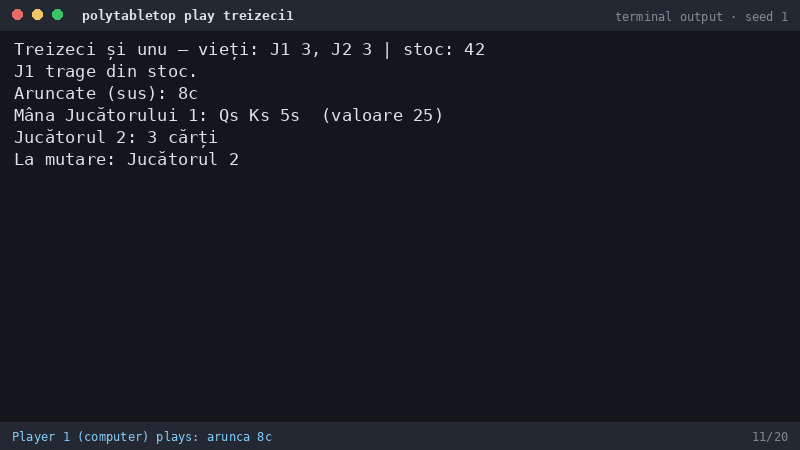 polytabletop play treizeci1
terminal output · seed 1
Treizeci și unu — vieți: J1 3, J2 3 | stoc: 42
J1 trage din stoc.
Aruncate (sus): 8c
Mâna Jucătorului 1: Qs Ks 5s  (valoare 25)
Jucătorul 2: 3 cărți
La mutare: Jucătorul 2
Player 1 (computer) plays: arunca 8c
11/20